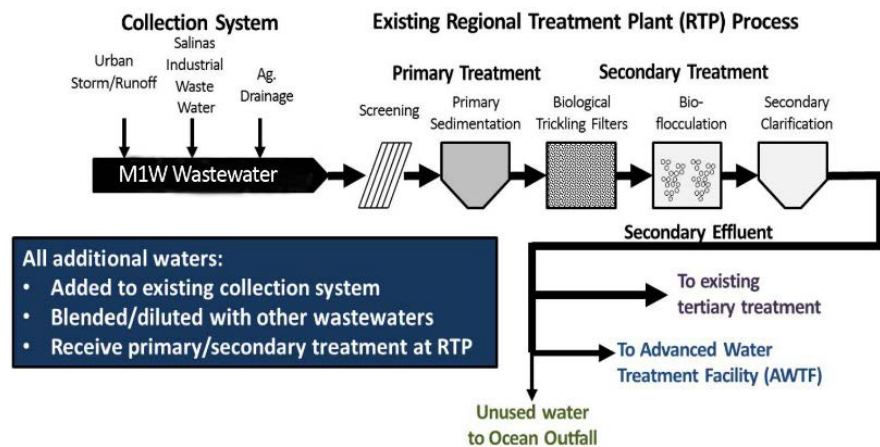 Collection System
Existing Regional Treatment Plant (RTP) Process
Urban
Storm/Runoff
Salinas
Industrial
Waste
Water
Ag.
Drainage
Primary Treatment
Secondary Treatment
Screening
Primary
Sedimentation
Biological
Trickling Filters
Bio-
flocculation
Secondary
Clarification
M1W Wastewater
Secondary Effluent
All additional waters:
• Added to existing collection system
• Blended/diluted with other wastewaters
• Receive primary/secondary treatment at RTP
To existing
tertiary treatment
To Advanced Water
Treatment Facility (AWTF)
Unused water
to Ocean Outfall